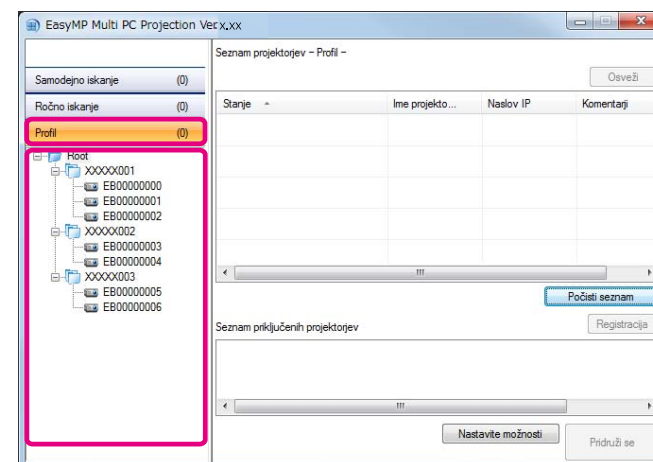 EasyMP Multi PC Projection Ver.x.xx
Seznam projektorjev – Profil –
Samodejno iskanje (0)
Osveži
Ročno iskanje (0)
Stanje Ime projekto... Naslov IP Komentarji
Profil (0)
Root
XXXXX001
EB00000000
EB00000001
EB00000002
XXXXX002
EB00000003
EB00000004
XXXXX003
EB00000005
EB00000006
Počisti seznam
Seznam priključenih projektorjev
Registracija
Nastavite možnosti
Pridruži se